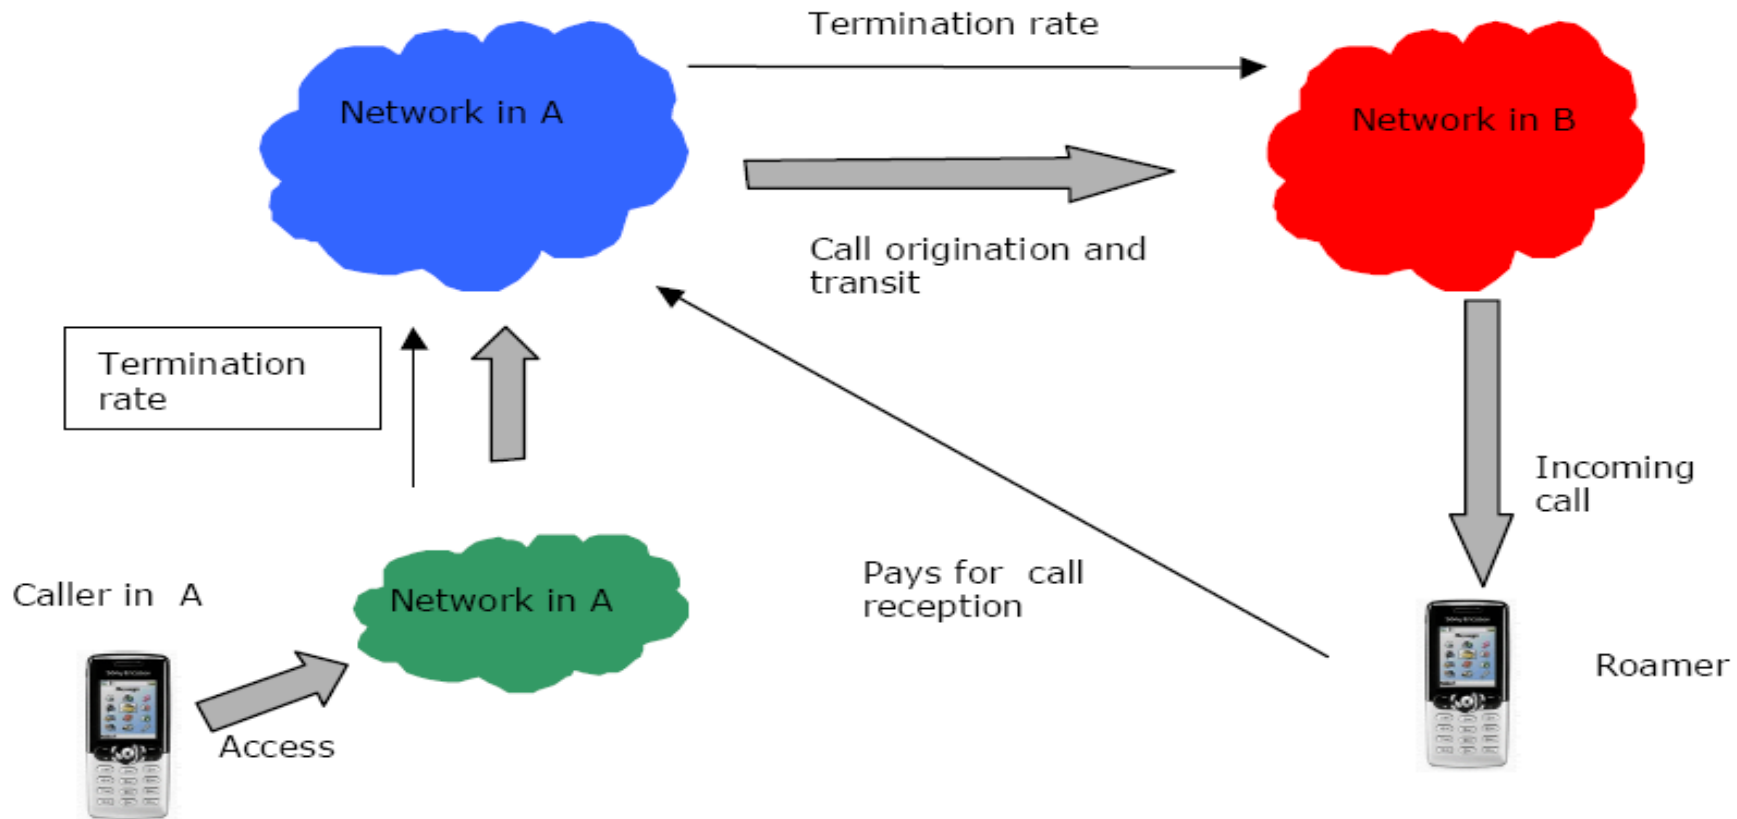 Termination rate
Network in A
Network in B
Call origination and
transit
Termination
rate
Incoming
call
Pays for call
reception
Caller in A
Network in A
Roamer
Access